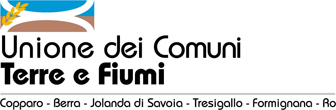 Unione dei Comuni
Terre e Fiumi
Copparo - Berra - Jolanda di Savoia - Tresigallo - Formignana - Ro